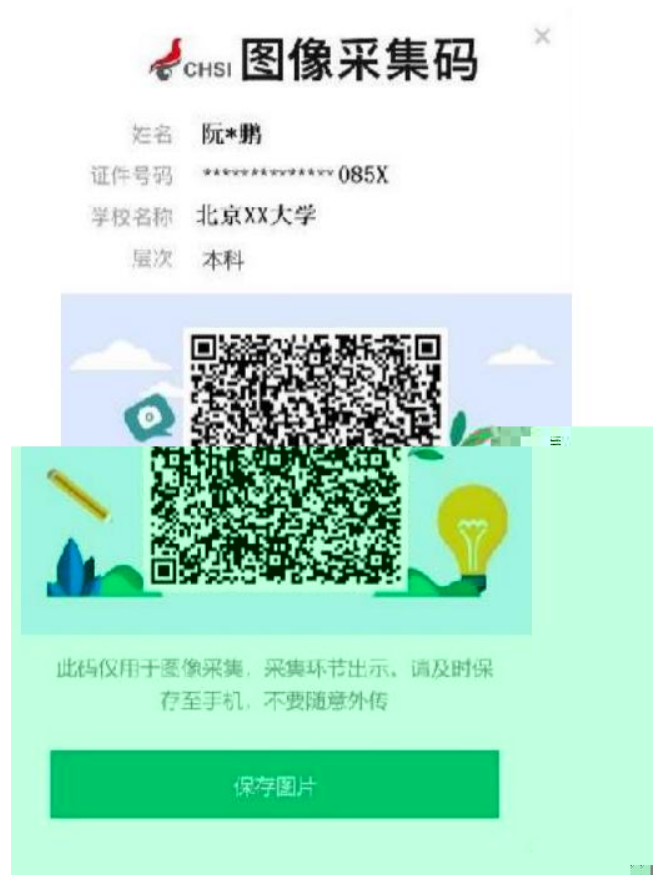 CHSI 图像采集码
姓名 阮*鹏
证件号码 **************085X
学校名称 北京XX大学
层次 本科
此码仅用于图像采集，采集环节出示，请及时保
存至手机，不要随意外传
保存图片